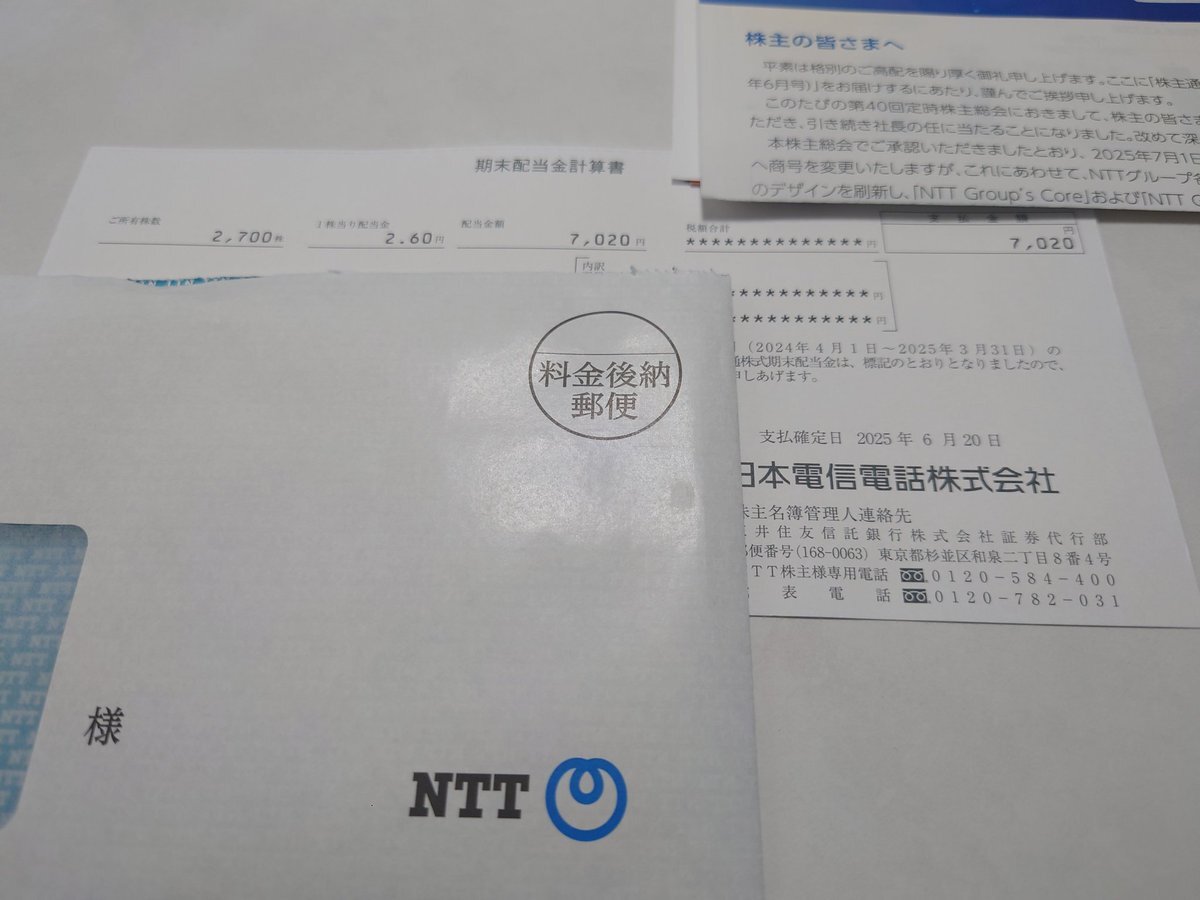 株主の皆さまへ
平素は格別のご高配を賜り厚く御礼申し上げます。ここに「株主通
年6月号)」をお届けするにあたり、謹んでご挨拶申し上げます。
このたびの第40回定時株主総会におきまして、株主の皆さま
ただき、引き続き社長の任に当たることになりました。改めて深
本株主総会でご承認いただきましたとおり、2025年7月1日
へ商号を変更いたしますが、これにあわせて、NTTグループ各
のデザインを刷新し、「NTT Group's Core」および「NTT G
期末配当金計算書
ご所有株数 2,700株
1株当り配当金 2.60円
配当金額 7,020円
税額合計 *************円
支払金額 円 7,020
内訳
***********円
***********円
(2024年4月1日～2025年3月31日)の
通株式期末配当金は、標記のとおりとなりましたので、
申しあげます。
支払確定日 2025年6月20日
日本電信電話株式会社
株主名簿管理人連絡先
井住友信託銀行株式会社証券代行部
便番号(168-0063) 東京都杉並区和泉二丁目8番4号
TT株主様専用電話 0120-584-400
表電話 0120-782-031
料金後納
郵便
様
NTT